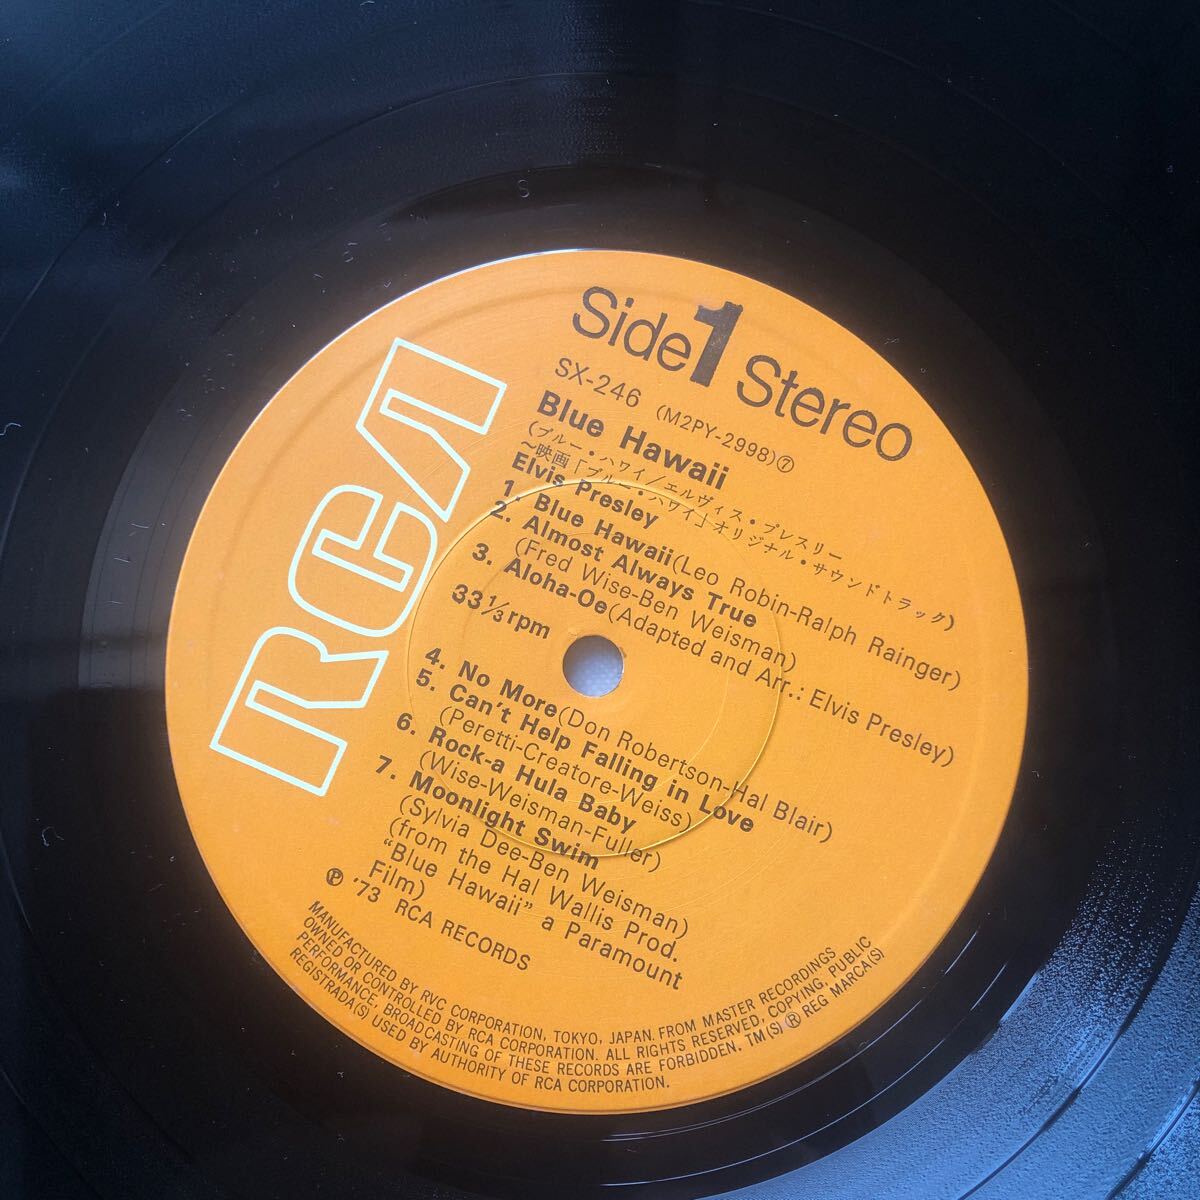 RCA
Side 1 Stereo
SX-246 (M2PY-2998)⑦
Blue Hawaii
(ブルー・ハワイ/エルヴィス・プレスリー
～映画「ブルー・ハワイ」オリジナル・サウンドトラック)
Elvis Presley
1. Blue Hawaii (Leo Robin-Ralph Rainger)
2. Almost Always True
(Fred Wise-Ben Weisman)
3. Aloha-Oe (Adapted and Arr.: Elvis Presley)
33 1/3 rpm
4. No More (Don Robertson-Hal Blair)
5. Can't Help Falling in Love
(Peretti-Creatore-Weiss)
6. Rock-a Hula Baby
(Wise-Weisman-Fuller)
7. Moonlight Swim
(Sylvia Dee-Ben Weisman)
(from the Hal Wallis Prod.
"Blue Hawaii" a Paramount
Film)
℗ '73 RCA RECORDS
MANUFACTURED BY RVC CORPORATION, TOKYO, JAPAN. FROM MASTER RECORDINGS
OWNED OR CONTROLLED BY RCA CORPORATION. ALL RIGHTS RESERVED, COPYING, PUBLIC
PERFORMANCE, BROADCASTING OF THESE RECORDS ARE FORBIDDEN. TM(S) ® REG MARCA(S)
REGISTRADA(S) USED BY AUTHORITY OF RCA CORPORATION.